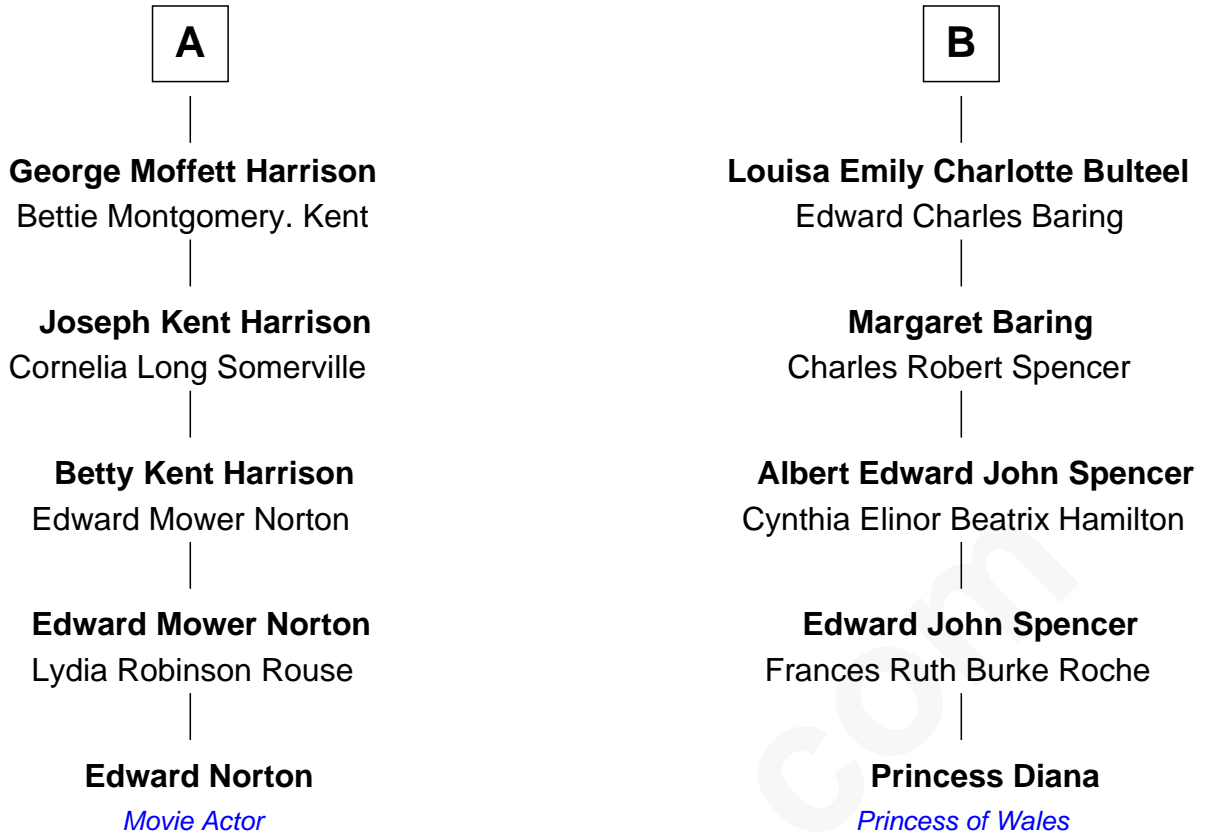 A
George Moffett Harrison
Bettie Montgomery. Kent
Joseph Kent Harrison
Cornelia Long Somerville
Betty Kent Harrison
Edward Mower Norton
Edward Mower Norton
Lydia Robinson Rouse
Edward Norton
Movie Actor
B
Louisa Emily Charlotte Bulteel
Edward Charles Baring
Margaret Baring
Charles Robert Spencer
Albert Edward John Spencer
Cynthia Elinor Beatrix Hamilton
Edward John Spencer
Frances Ruth Burke Roche
Princess Diana
Princess of Wales
com